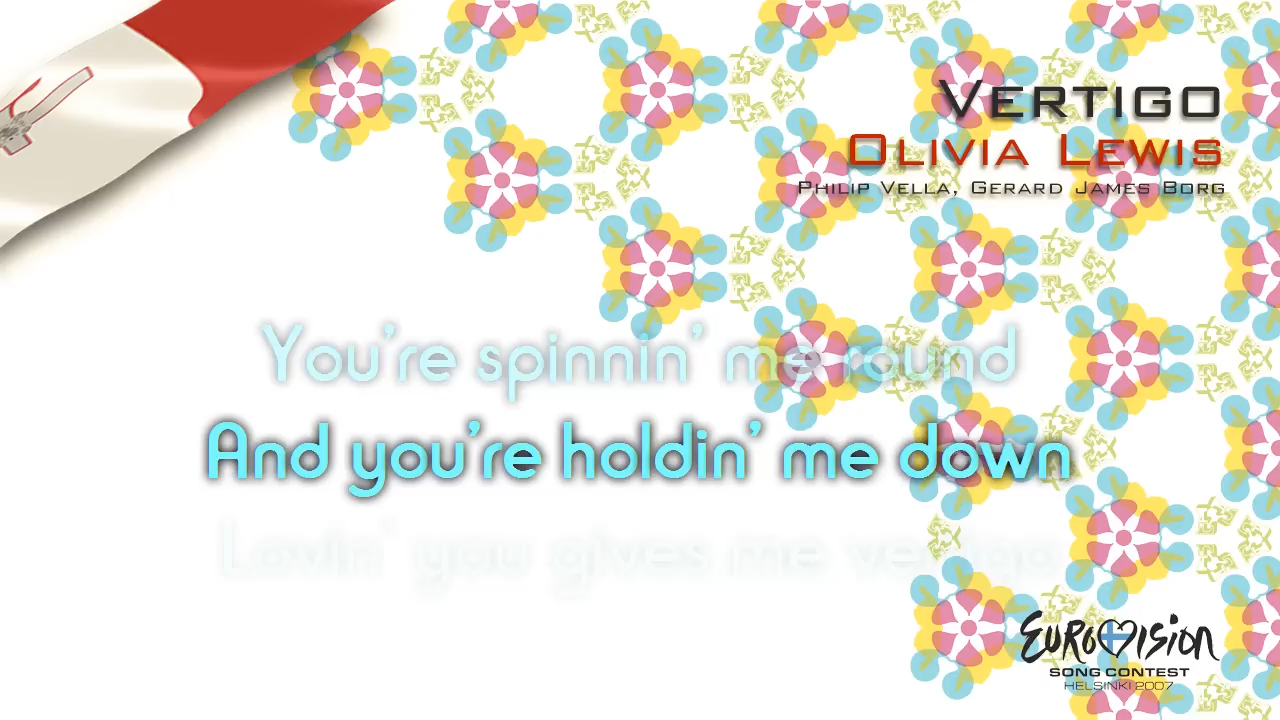 Vertigo
Olivia Lewis
Philip Vella, Gerard James Borg
You're spinnin' me round
And you're holdin' me down
Lovin' you gives me vertigo
Eurovision
SONG CONTEST
HELSINKI 2007